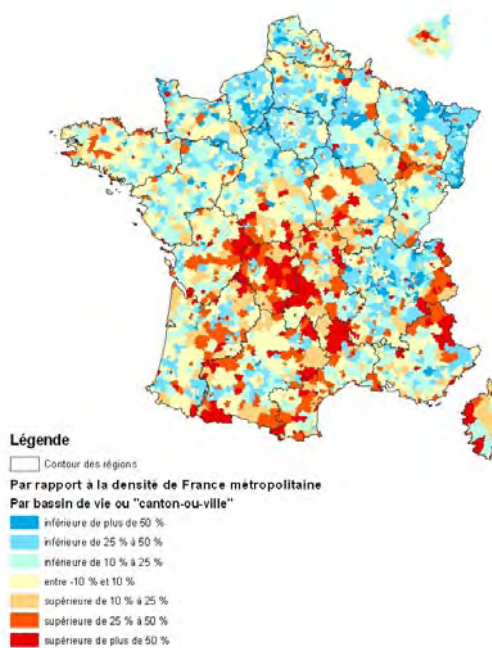 Légende
Contour des régions
Par rapport à la densité de France métropolitaine
Par bassin de vie ou "canton-ou-ville"
inférieure de plus de 50 %
inférieure de 25 % à 50 %
inférieure de 10 % à 25 %
entre -10 % et 10 %
supérieure de 10 % à 25 %
supérieure de 25 % à 50 %
supérieure de plus de 50 %